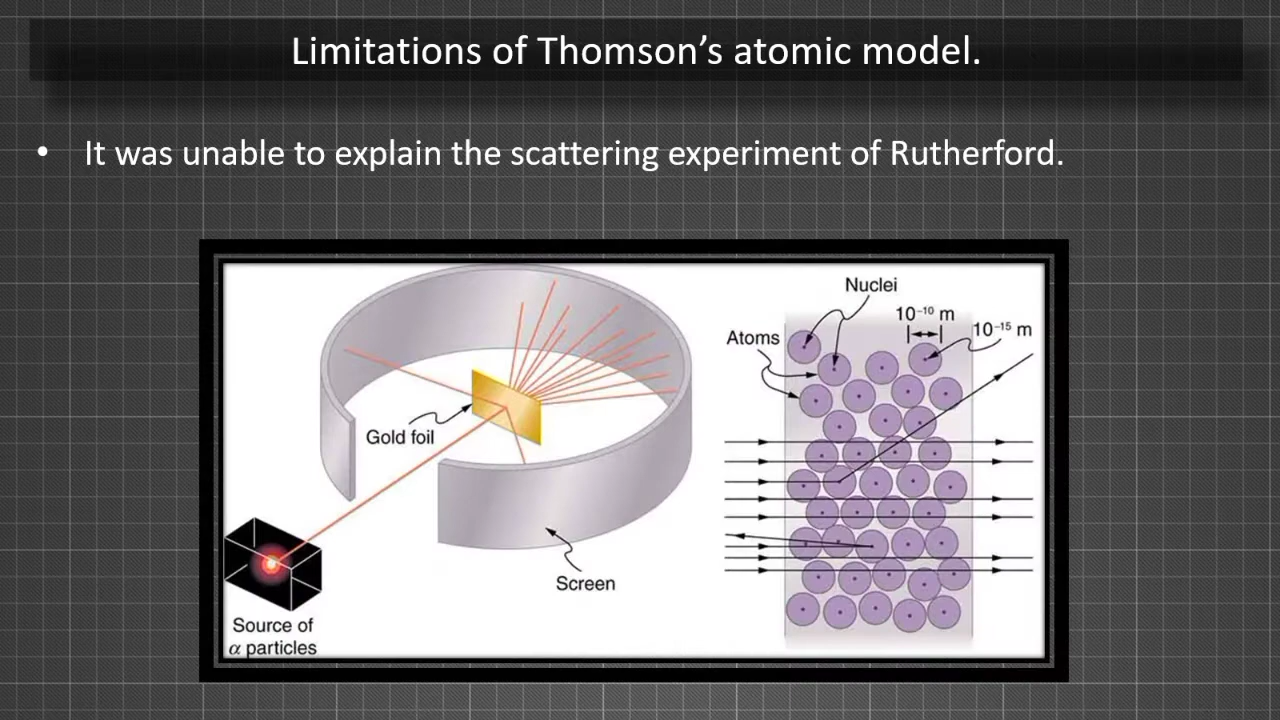 Limitations of Thomson’s atomic model.
• It was unable to explain the scattering experiment of Rutherford.
Gold foil
Screen
Source of
α particles
Nuclei
10⁻¹⁰ m
10⁻¹⁵ m
Atoms